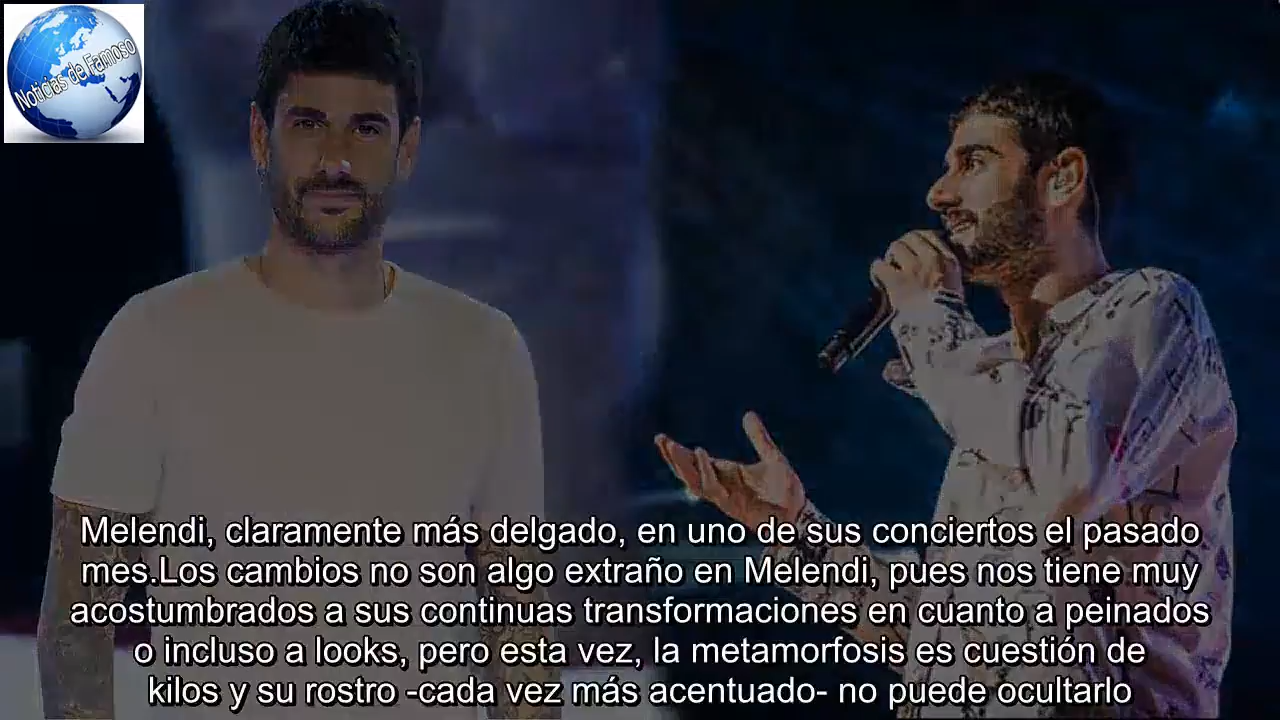 Noticias de Famoso
Melendi, claramente más delgado, en uno de sus conciertos el pasado
mes.Los cambios no son algo extraño en Melendi, pues nos tiene muy
acostumbrados a sus continuas transformaciones en cuanto a peinados
o incluso a looks, pero esta vez, la metamorfosis es cuestión de
kilos y su rostro -cada vez más acentuado- no puede ocultarlo